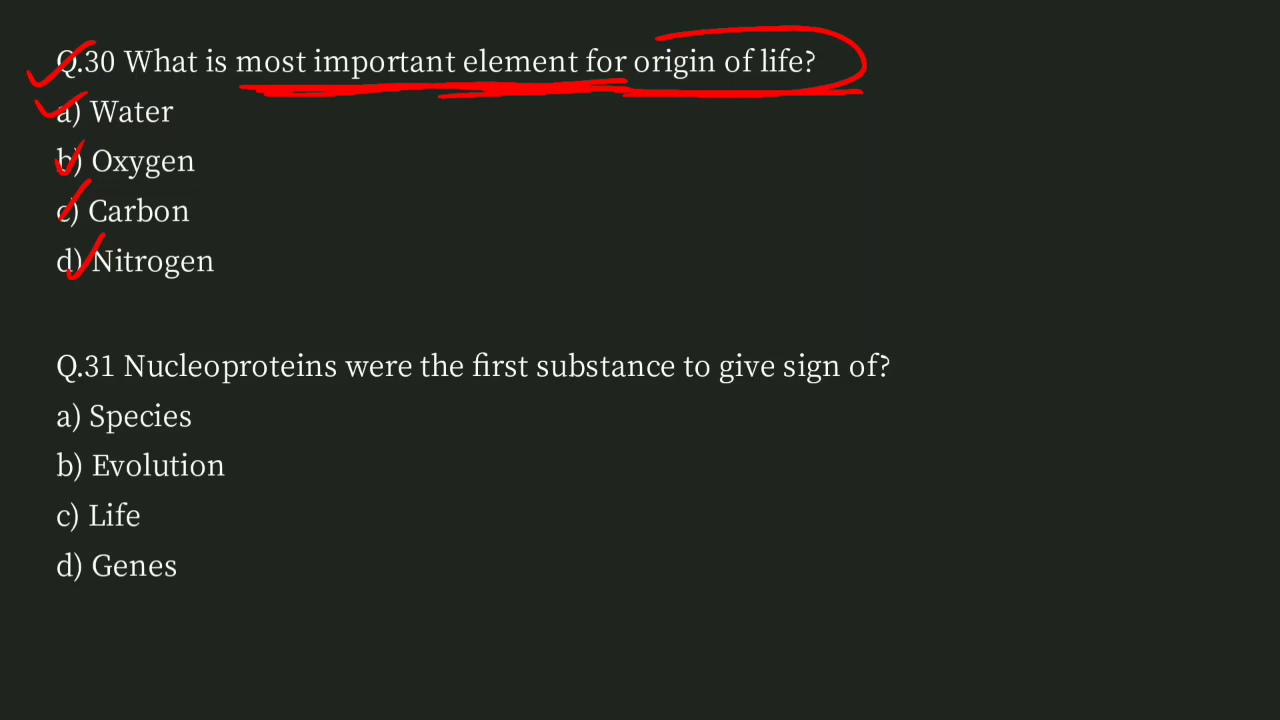 Q.30 What is most important element for origin of life?
a) Water
b) Oxygen
c) Carbon
d) Nitrogen
Q.31 Nucleoproteins were the first substance to give sign of?
a) Species
b) Evolution
c) Life
d) Genes